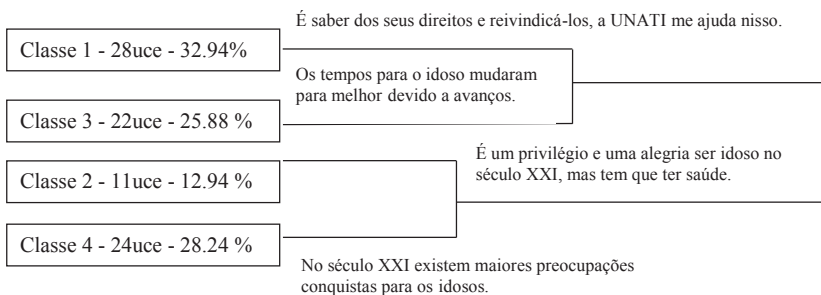 É saber dos seus direitos e reivindicá-los, a UNATI me ajuda nisso.
Classe 1 - 28uce - 32.94%
Os tempos para o idoso mudaram
para melhor devido a avanços.
Classe 3 - 22uce - 25.88 %
É um privilégio e uma alegria ser idoso no
século XXI, mas tem que ter saúde.
Classe 2 - 11uce - 12.94 %
Classe 4 - 24uce - 28.24 %
No século XXI existem maiores preocupações
conquistas para os idosos.